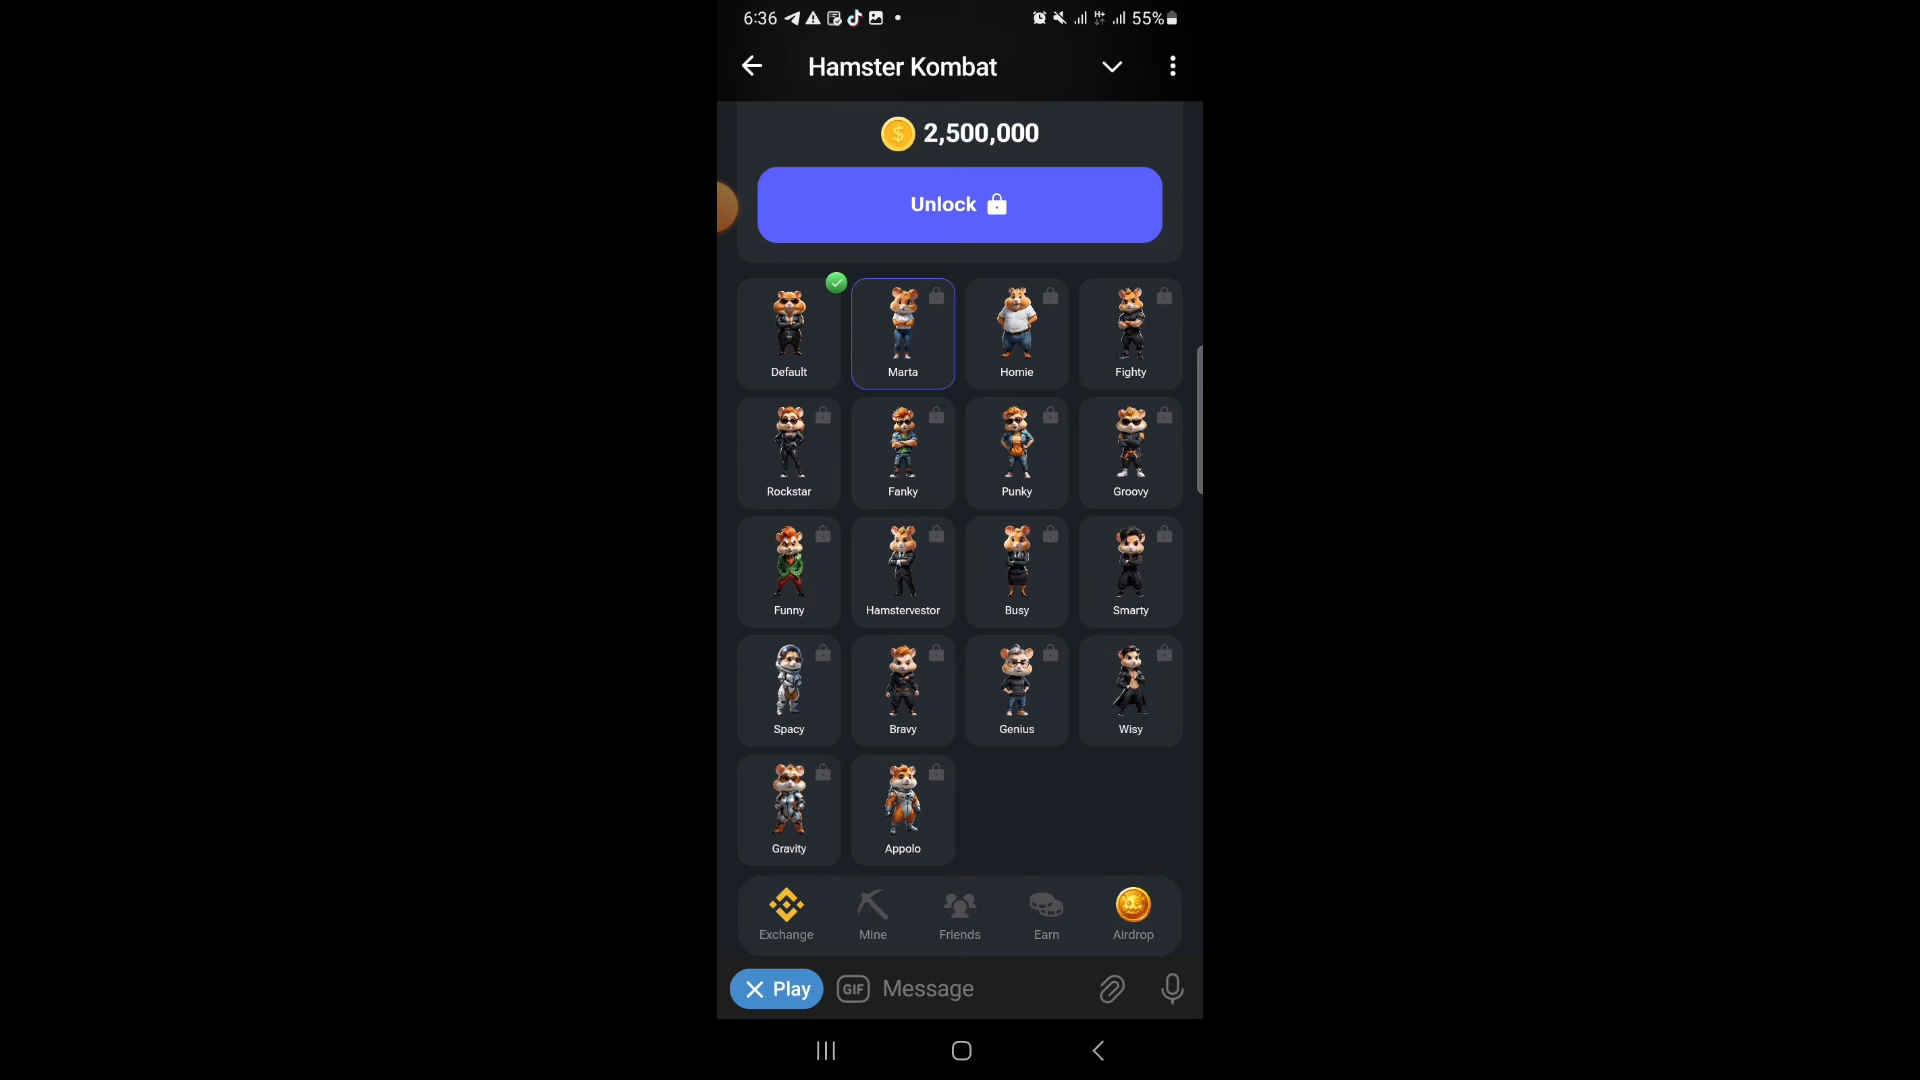 6:36 55%
Hamster Kombat
2,500,000
Unlock
Default Marta Homie Fighty
Rockstar Fanky Punky Groovy
Funny Hamstervestor Busy Smarty
Spacy Bravy Genius Wisy
Gravity Appolo
Exchange Mine Friends Earn Airdrop
Play GIF Message